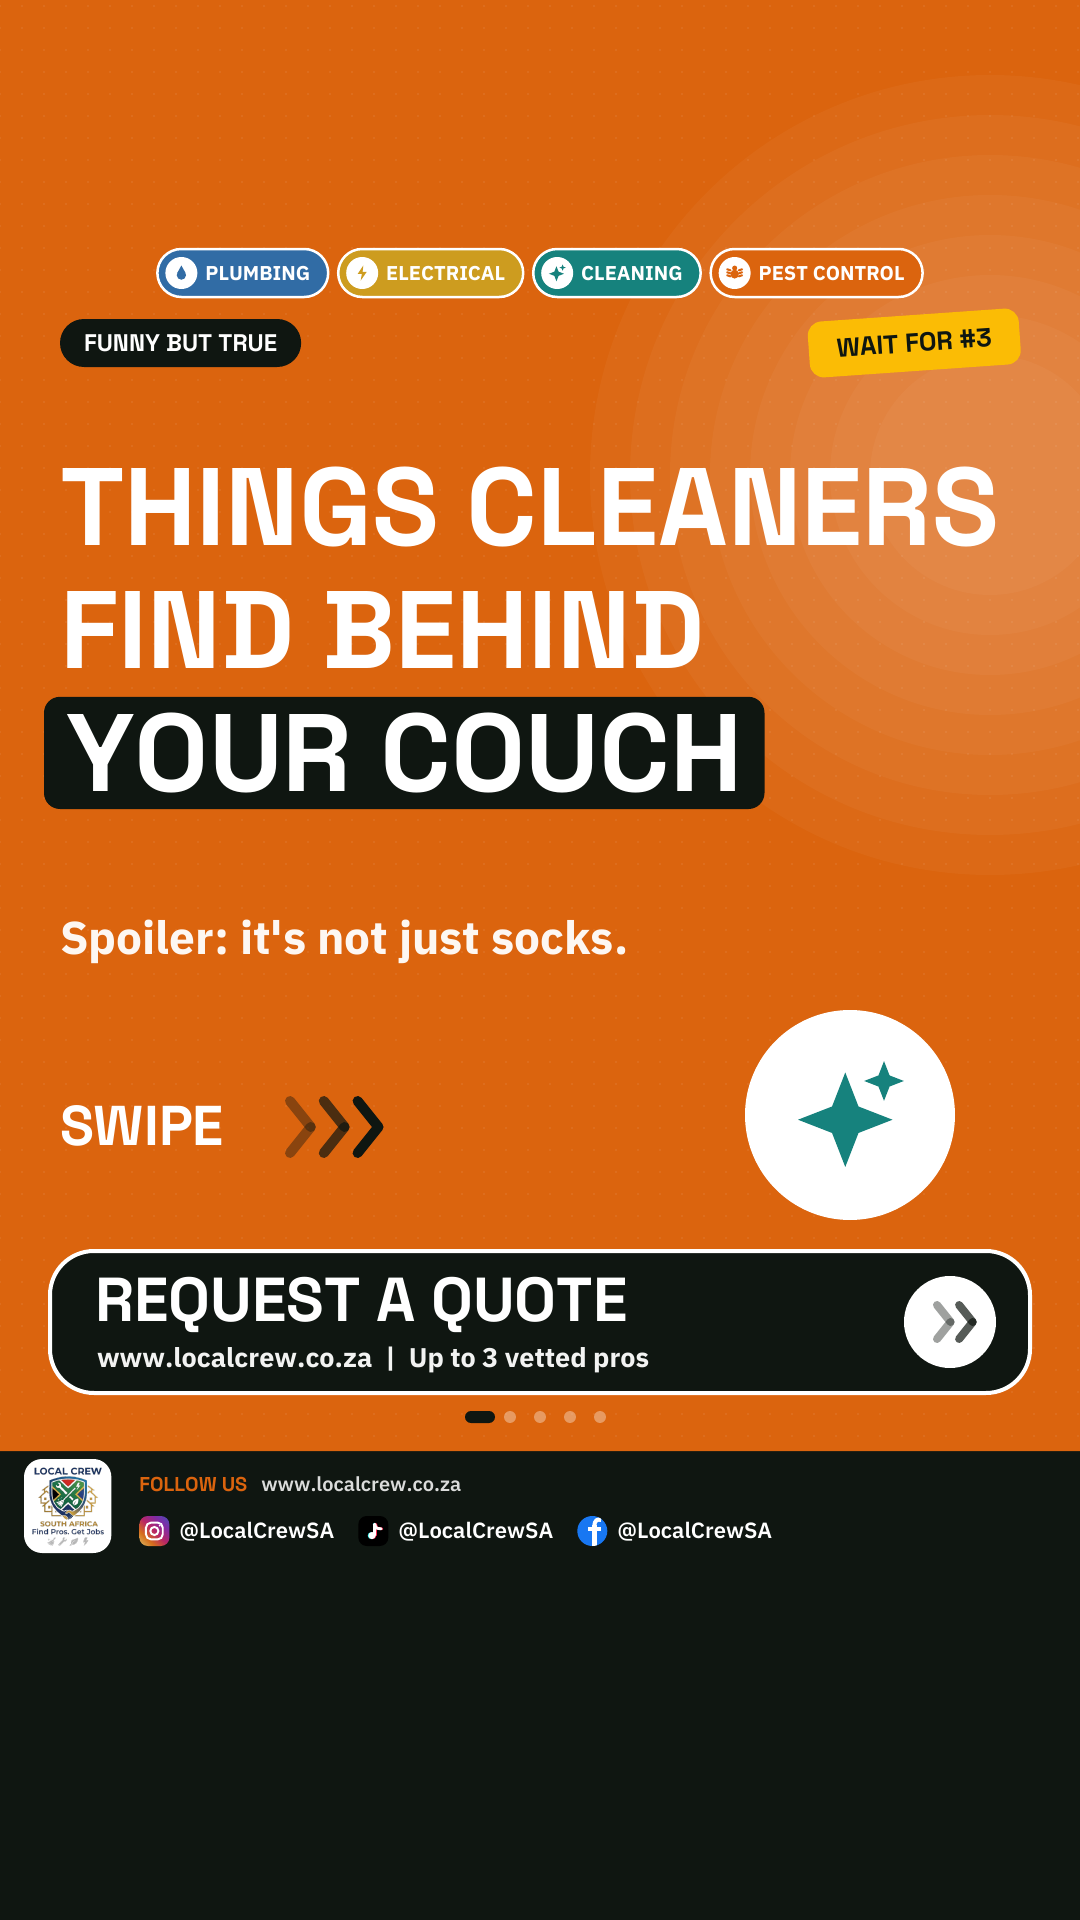 PLUMBING ELECTRICAL CLEANING PEST CONTROL
FUNNY BUT TRUE
WAIT FOR #3
THINGS CLEANERS
FIND BEHIND
YOUR COUCH
Spoiler: it's not just socks.
SWIPE
REQUEST A QUOTE
www.localcrew.co.za | Up to 3 vetted pros
LOCAL CREW
SOUTH AFRICA
Find Pros. Get Jobs
FOLLOW US www.localcrew.co.za
@LocalCrewSA @LocalCrewSA @LocalCrewSA